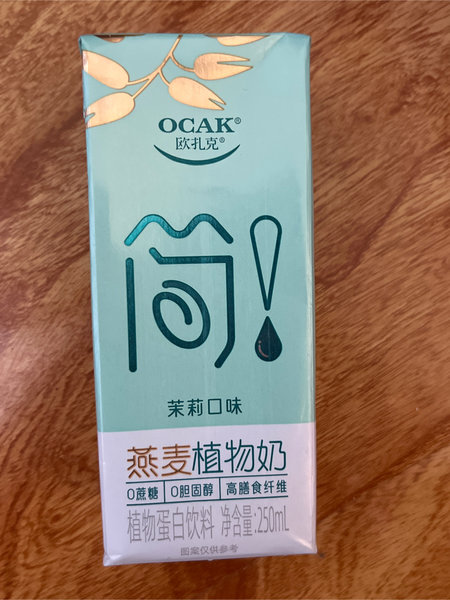 OCAK®
欧扎克®
简!
茉莉口味
燕麦植物奶
0蔗糖 0胆固醇 高膳食纤维
植物蛋白饮料 净含量:250mL
图案仅供参考